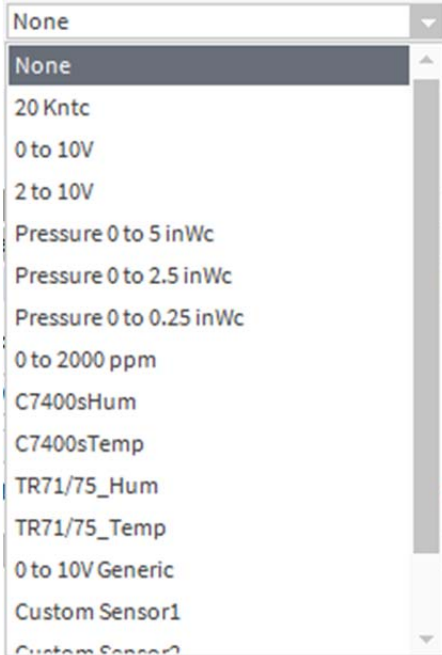 None
None
20 Kntc
0 to 10V
2 to 10V
Pressure 0 to 5 inWc
Pressure 0 to 2.5 inWc
Pressure 0 to 0.25 inWc
0 to 2000 ppm
C7400sHum
C7400sTemp
TR71/75_Hum
TR71/75_Temp
0 to 10V Generic
Custom Sensor1
Custom Sensor2